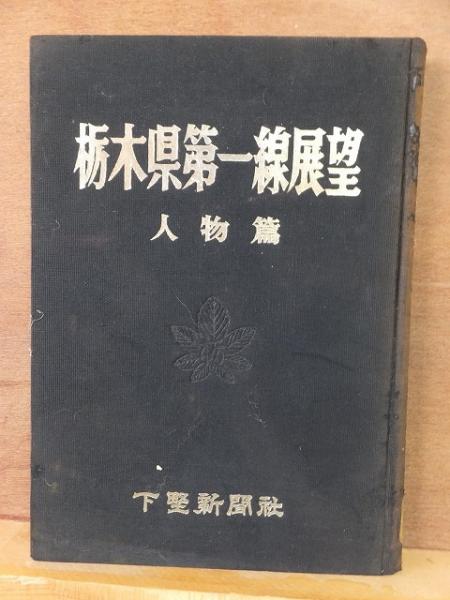 栃木県第一線展望
人物篇
下野新聞社